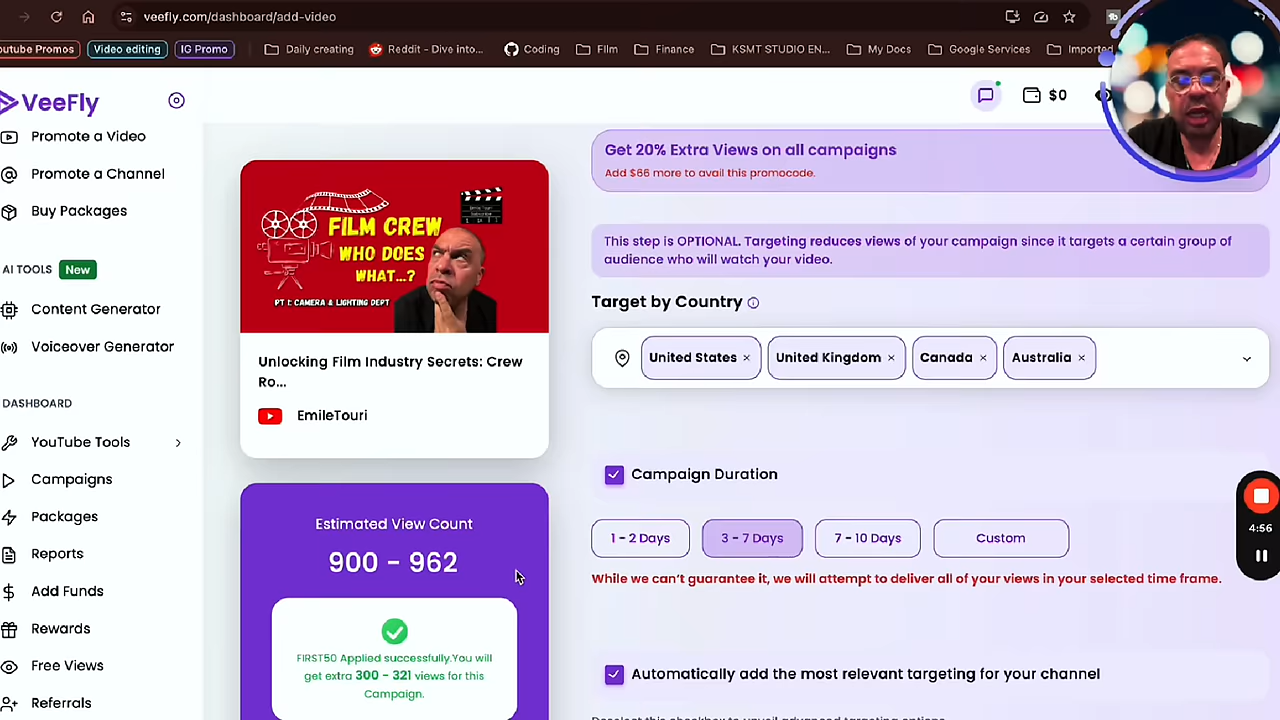 veefly.com/dashboard/add-video
outube Promos
Video editing
IG Promo
Daily creating
Reddit - Dive into...
Coding
FIlm
Finance
KSMT STUDIO EN...
My Docs
Google Services
Imported
VeeFly
$0
Promote a Video
Promote a Channel
Buy Packages
AI TOOLS New
Content Generator
Voiceover Generator
DASHBOARD
YouTube Tools
Campaigns
Packages
Reports
Add Funds
Rewards
Free Views
Referrals
FILM CREW
WHO DOES
WHAT...?
PT 1: CAMERA & LIGHTING DEPT
Unlocking Film Industry Secrets: Crew
Ro...
EmileTouri
Estimated View Count
900 - 962
FIRST50 Applied successfully.You will
get extra 300 - 321 views for this
Campaign.
Get 20% Extra Views on all campaigns
Add $66 more to avail this promocode.
This step is OPTIONAL. Targeting reduces views of your campaign since it targets a certain group of
audience who will watch your video.
Target by Country
United States ×
United Kingdom ×
Canada ×
Australia ×
Campaign Duration
1 - 2 Days
3 - 7 Days
7 - 10 Days
Custom
While we can't guarantee it, we will attempt to deliver all of your views in your selected time frame.
Automatically add the most relevant targeting for your channel
Deselect this checkbox to unveil advanced targeting options
4:56